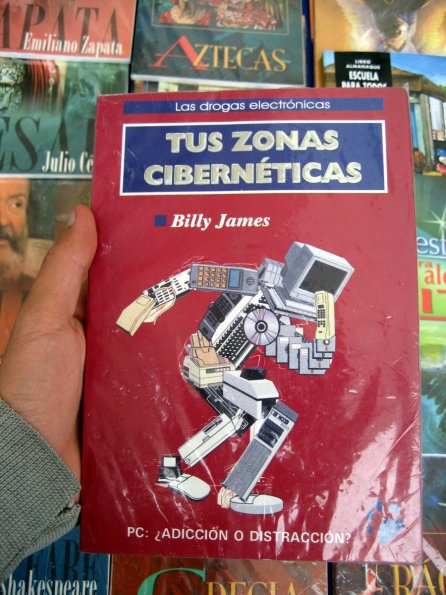 Emiliano Zapata
AZTECAS
LIBRO ALMANAQUE
ESCUELA
PARA TODOS
Las drogas electrónicas
TUS ZONAS
CIBERNÉTICAS
Billy James
PC: ¿ADICCIÓN O DISTRACCIÓN?
Shakespeare
GRECIA